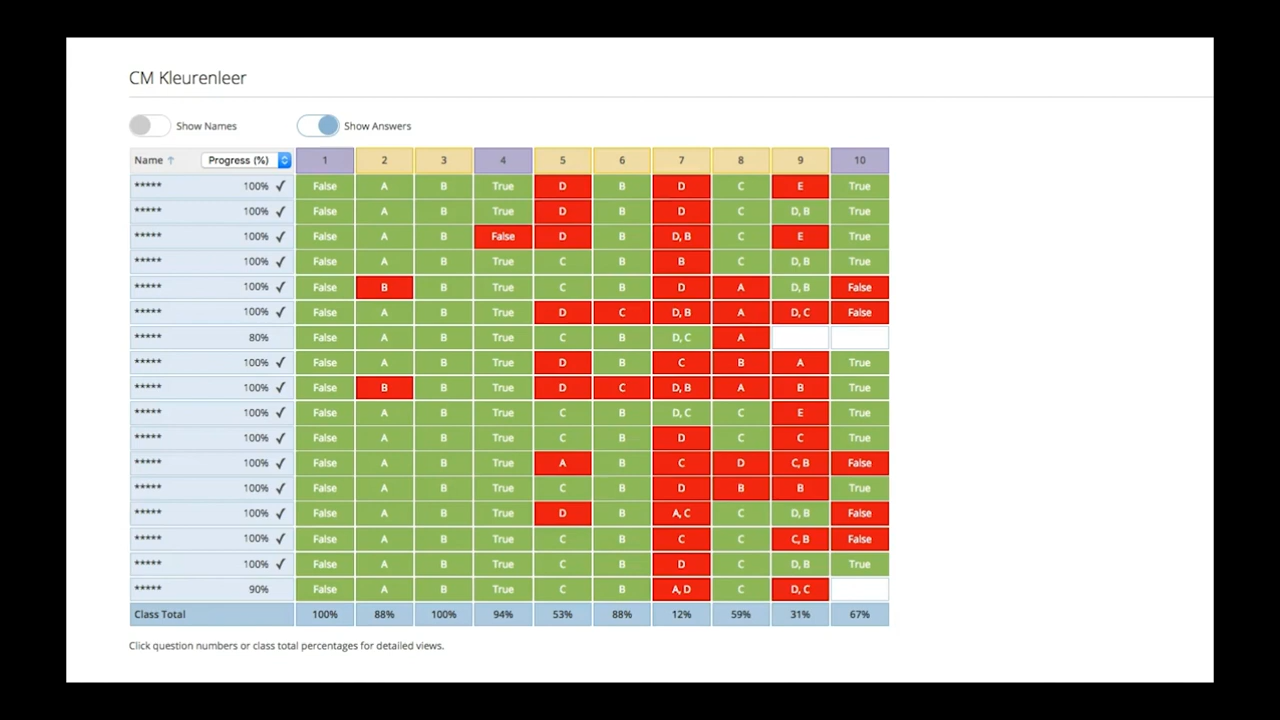 CM Kleurenleer
Show Names Show Answers
Name ↑ Progress (%) 1 2 3 4 5 6 7 8 9 10
***** 100% ✓ False A B True D B D C E True
***** 100% ✓ False A B True D B D C D, B True
***** 100% ✓ False A B False D B D, B C E True
***** 100% ✓ False A B True C B B C D, B True
***** 100% ✓ False B B True C B D A D, B False
***** 100% ✓ False A B True D C D, B A D, C False
***** 80% False A B True C B D, C A
***** 100% ✓ False A B True D B C B A True
***** 100% ✓ False B B True D C D, B A B True
***** 100% ✓ False A B True C B D, C C E True
***** 100% ✓ False A B True C B D C C True
***** 100% ✓ False A B True A B C D C, B False
***** 100% ✓ False A B True C B D B B True
***** 100% ✓ False A B True D B A, C C D, B False
***** 100% ✓ False A B True C B C C C, B False
***** 100% ✓ False A B True C B D C D, B True
***** 90% False A B True C B A, D C D, C
Class Total 100% 88% 100% 94% 53% 88% 12% 59% 31% 67%
Click question numbers or class total percentages for detailed views.